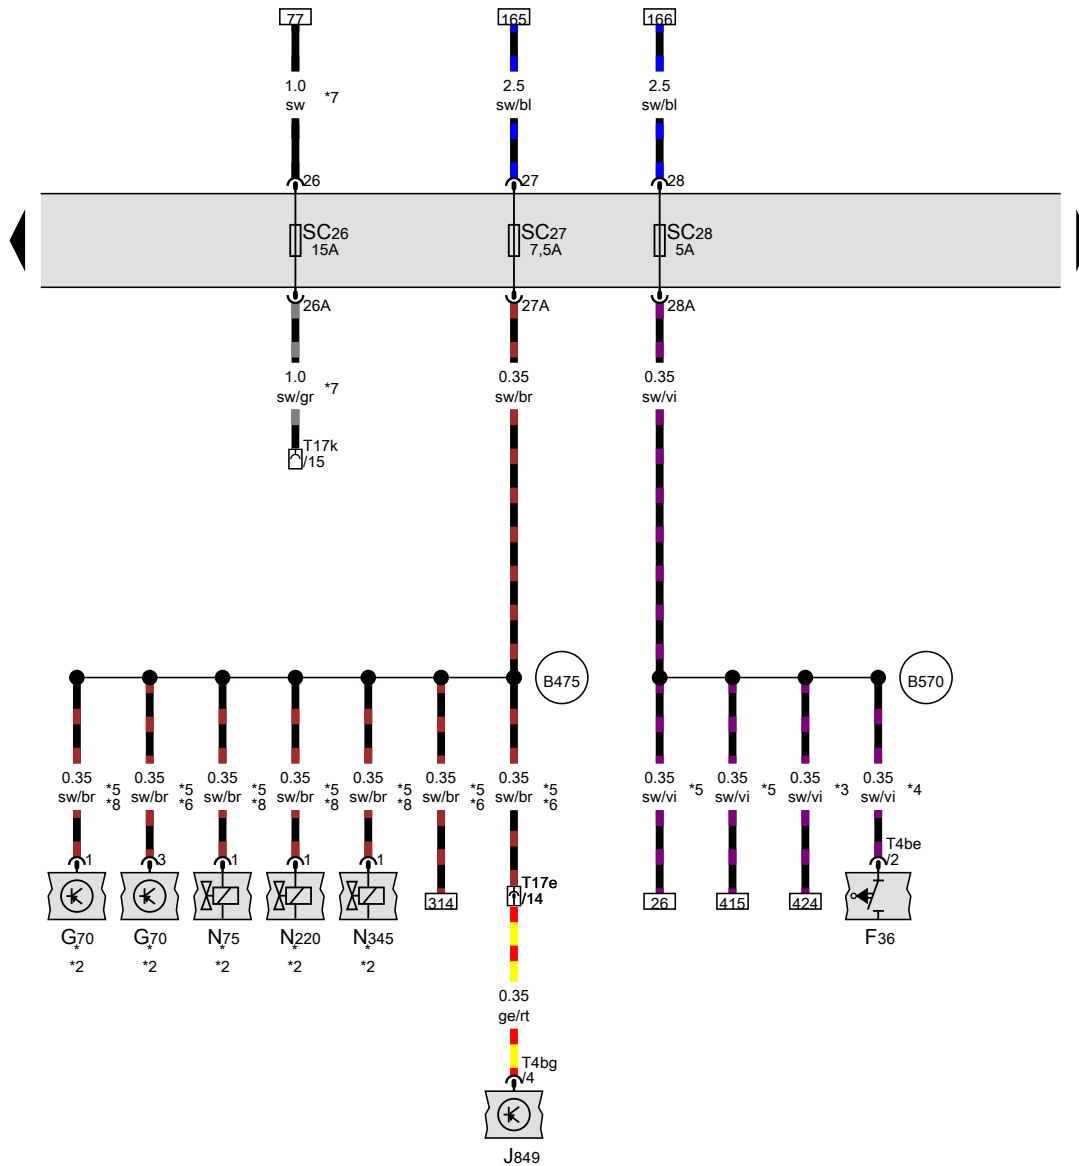 77
165
166
1.0
sw
*7
2.5
sw/bl
2.5
sw/bl
26
27
28
SC26
15A
SC27
7,5A
SC28
5A
26A
27A
28A
1.0
sw/gr
*7
0.35
sw/br
0.35
sw/vi
T17k
/15
B475
B570
0.35
sw/br
*5
*8
0.35
sw/br
*5
*6
0.35
sw/br
*5
*8
0.35
sw/br
*5
*8
0.35
sw/br
*5
*8
0.35
sw/br
*5
*6
0.35
sw/br
*5
*6
0.35
sw/vi
*5
0.35
sw/vi
*5
0.35
sw/vi
*3
0.35
sw/vi
*4
1
3
1
1
1
T4be
/2
T17e
/14
314
26
415
424
G70
*
*2
G70
*
*2
N75
*
*2
N220
*
*2
N345
*
*2
F36
0.35
ge/rt
T4bg
/4
J849